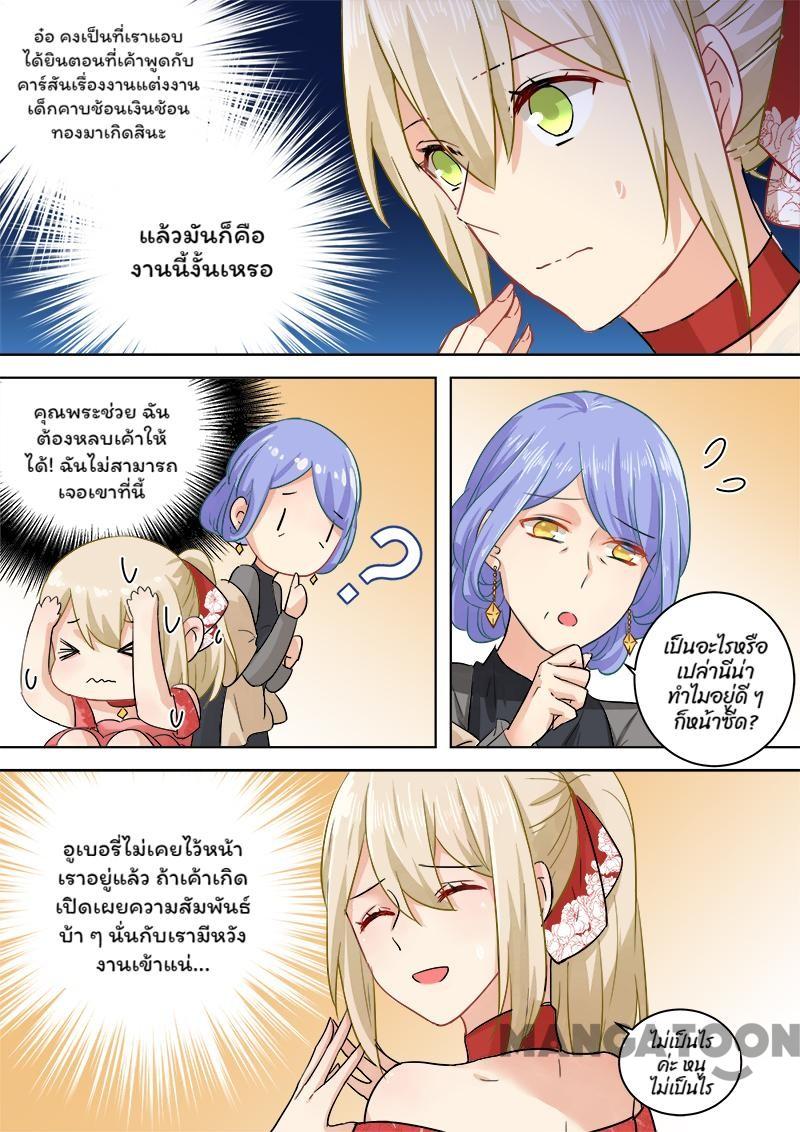 อ๋อ คงเป็นที่เราแอบ
ได้ยินตอนที่เค้าพูดกับ
คาร์สันเรื่องงานแต่งงาน
เด็กคาบช้อนเงินช้อน
ทองมาเกิดสินะ
แล้วมันก็คือ
งานนี้งั้นเหรอ
คุณพระช่วย ฉัน
ต้องหลบเค้าให้
ได้! ฉันไม่สามารถ
เจอเขาที่นี่
?
เป็นอะไรหรือ
เปล่านีน่า
ทำไมอยู่ดี ๆ
ก็หน้าซีด?
อูเบอรี่ไม่เคยไว้หน้า
เราอยู่แล้ว ถ้าเค้าเกิด
เปิดเผยความสัมพันธ์
บ้า ๆ นั่นกับเรามีหวัง
งานเข้าแน่...
ไม่เป็นไร
ค่ะ หนู
ไม่เป็นไร
MANGATOON